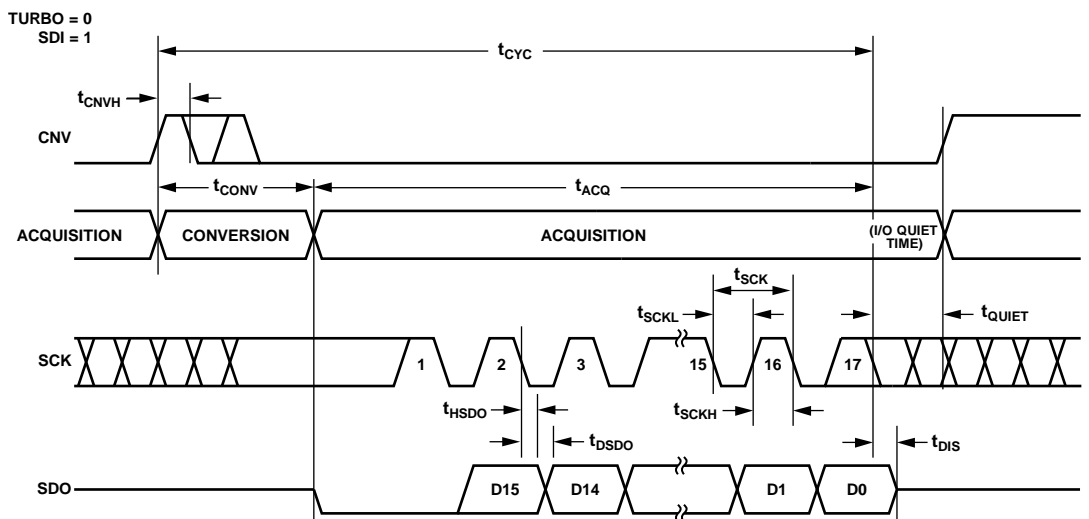 TURBO = 0
SDI = 1
tCYC
tCNVH
CNV
tCONV
tACQ
ACQUISITION
CONVERSION
ACQUISITION
(I/O QUIET
TIME)
tSCK
tSCKL
tQUIET
SCK
1
2
3
15
16
17
tHSDO
tSCKH
tDSDO
tDIS
SDO
D15
D14
D1
D0